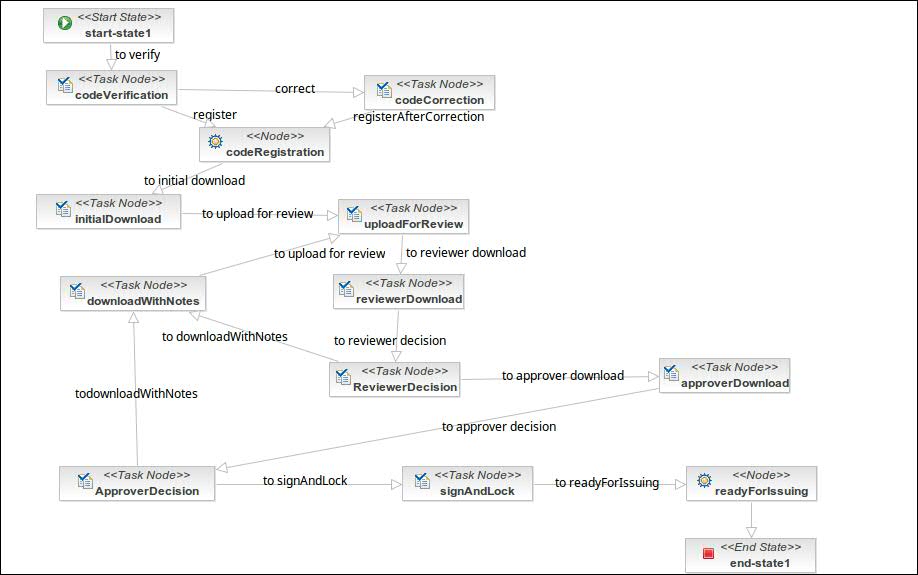 <<Start State>>
start-state1
to verify
<<Task Node>>
codeVerification
correct
<<Task Node>>
codeCorrection
register
registerAfterCorrection
<<Node>>
codeRegistration
to initial download
<<Task Node>>
initialDownload
to upload for review
<<Task Node>>
uploadForReview
to upload for review
to reviewer download
<<Task Node>>
downloadWithNotes
<<Task Node>>
reviewerDownload
to downloadWithNotes
to reviewer decision
<<Task Node>>
ReviewerDecision
to approver download
<<Task Node>>
approverDownload
todownloadWithNotes
to approver decision
<<Task Node>>
ApproverDecision
to signAndLock
<<Task Node>>
signAndLock
to readyForIssuing
<<Node>>
readyForIssuing
<<End State>>
end-state1